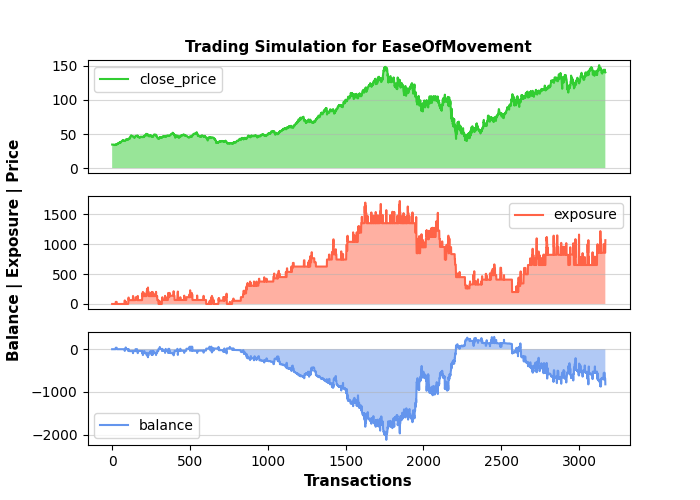 Trading Simulation for EaseOfMovement
150
100
50
0
close_price
1500
1000
500
0
exposure
0
−1000
−2000
balance
0 500 1000 1500 2000 2500 3000
Transactions
Balance | Exposure | Price